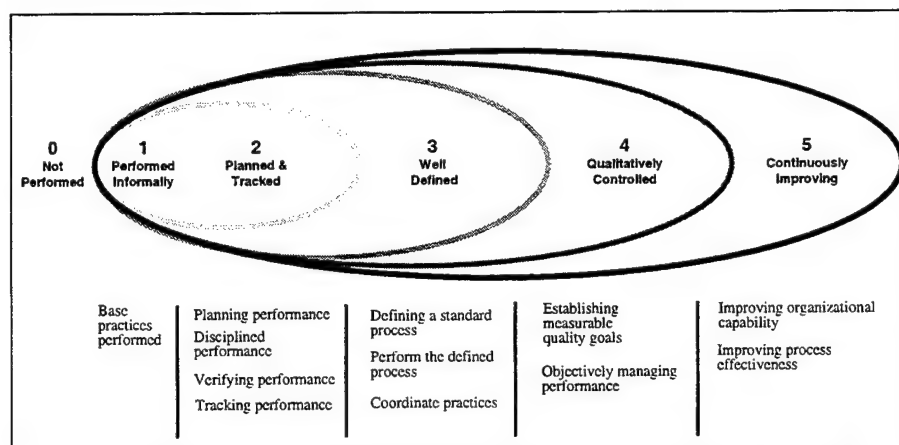 0
Not
Performed
1
Performed
Informally
2
Planned &
Tracked
3
Well
Defined
4
Qualitatively
Controlled
5
Continuously
Improving
Base
practices
performed
Planning performance
Disciplined
performance
Verifying performance
Tracking performance
Defining a standard
process
Perform the defined
process
Coordinate practices
Establishing
measurable
quality goals
Objectively managing
performance
Improving organizational
capability
Improving process
effectiveness